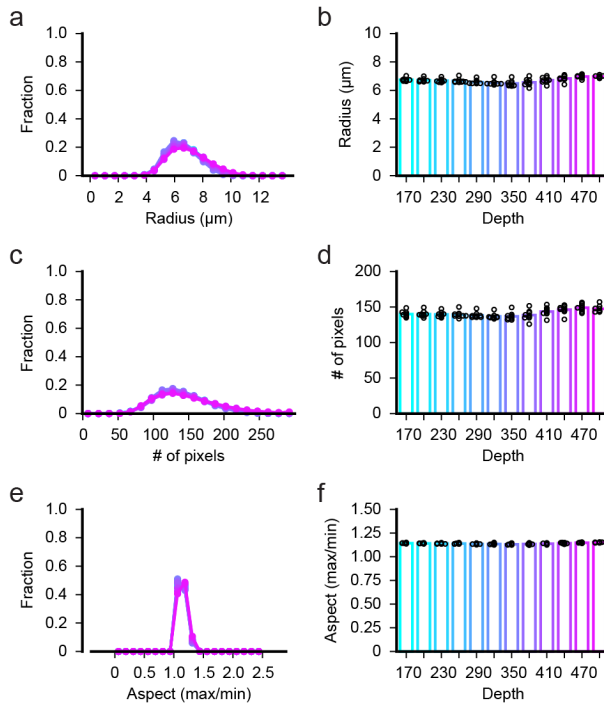 a
1.0
0.8
0.6
0.4
0.2
0
Fraction
0 2 4 6 8 10 12
Radius (µm)
b
10
8
6
4
2
0
Radius (µm)
170 230 290 350 410 470
Depth
c
1.0
0.8
0.6
0.4
0.2
0
Fraction
0 50 100 150 200 250
# of pixels
d
200
150
100
50
0
# of pixels
170 230 290 350 410 470
Depth
e
1.0
0.8
0.6
0.4
0.2
0
Fraction
0 0.5 1.0 1.5 2.0 2.5
Aspect (max/min)
f
1.50
1.25
1.00
0.75
0.50
0.25
0
Aspect (max/min)
170 230 290 350 410 470
Depth